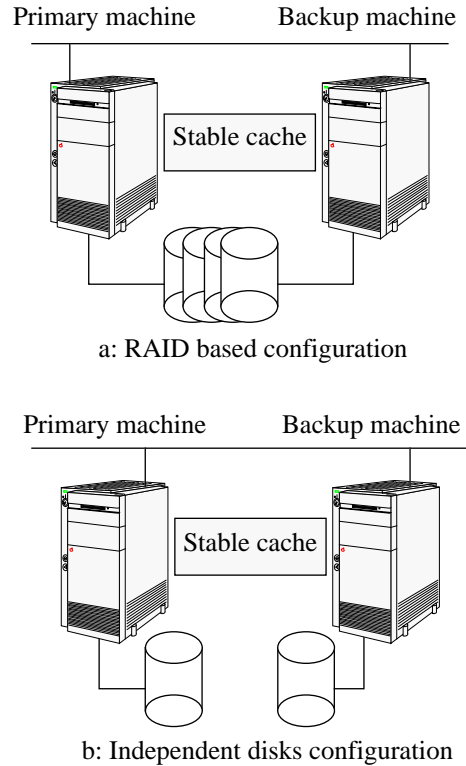 Primary machine Backup machine
Stable cache
a: RAID based configuration
Primary machine Backup machine
Stable cache
b: Independent disks configuration